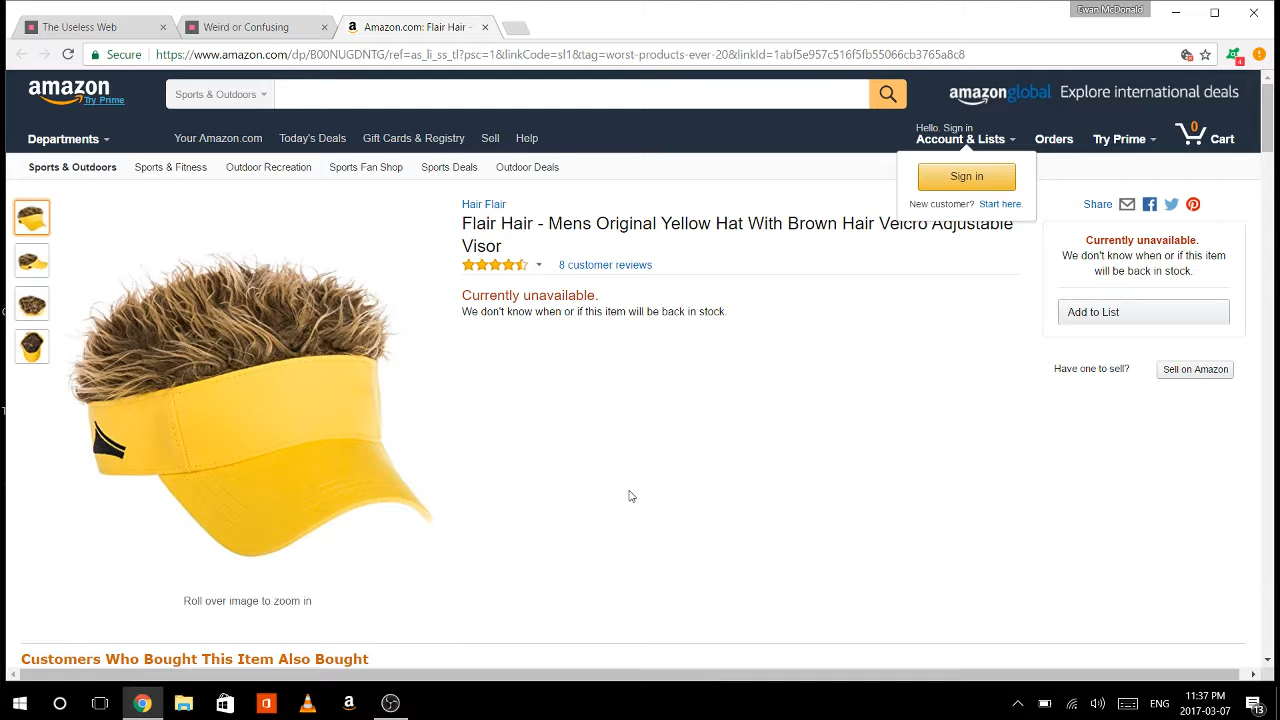 Ewan McDonald
The Useless Web
Weird or Confusing
Amazon.com: Flair Hair -
Secure
https://www.amazon.com/dp/B00NUGDNTG/ref=as_li_ss_tl?psc=1&linkCode=sl1&tag=worst-products-ever-20&linkId=1abf5e957c516f5fb55066cb3765a8c6
4
amazon
Try Prime
Sports & Outdoors
amazonglobal Explore international deals
Departments
Your Amazon.com
Today's Deals
Gift Cards & Registry
Sell
Help
Hello. Sign in
Account & Lists
Orders
Try Prime
0
Cart
Sports & Outdoors
Sports & Fitness
Outdoor Recreation
Sports Fan Shop
Sports Deals
Outdoor Deals
Sign in
New customer? Start here.
Hair Flair
Flair Hair - Mens Original Yellow Hat With Brown Hair Velcro Adjustable
Visor
8 customer reviews
Currently unavailable.
We don't know when or if this item will be back in stock.
Share
Currently unavailable.
We don't know when or if this item
will be back in stock.
Add to List
Have one to sell?
Sell on Amazon
Roll over image to zoom in
Customers Who Bought This Item Also Bought
ENG
11:37 PM
2017-03-07
13